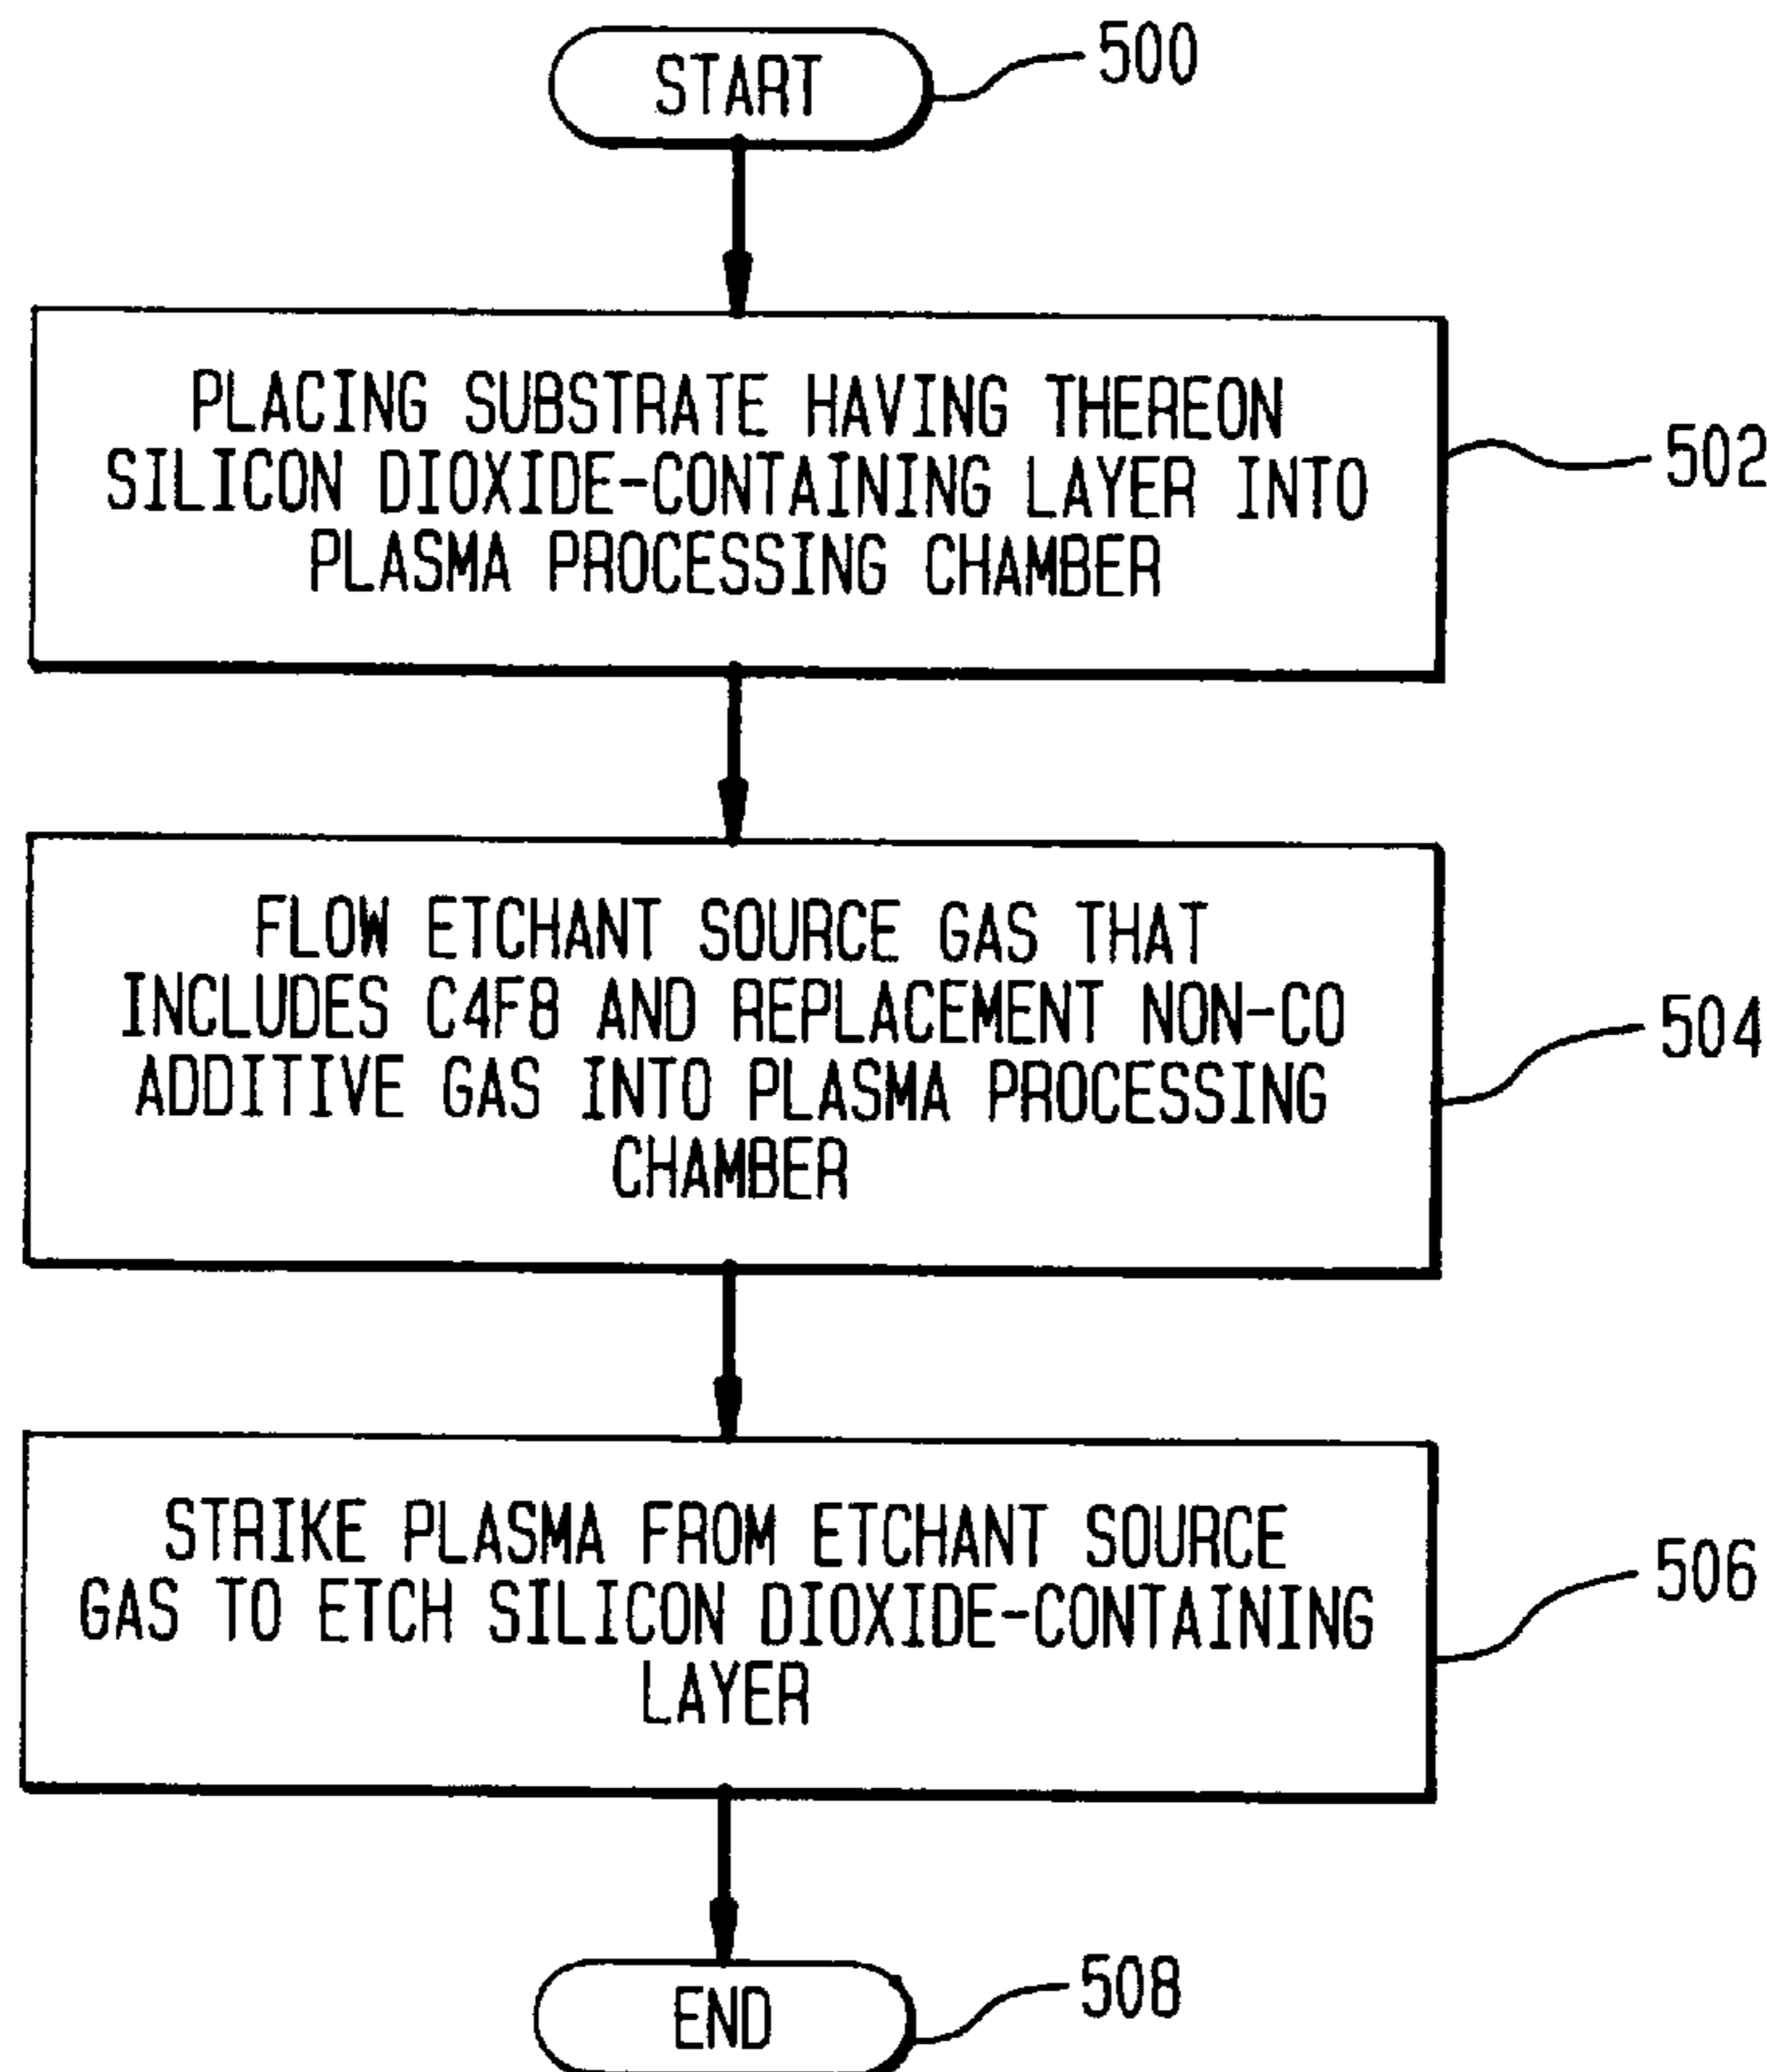 START
500
PLACING SUBSTRATE HAVING THEREON
SILICON DIOXIDE-CONTAINING LAYER INTO
PLASMA PROCESSING CHAMBER
502
FLOW ETCHANT SOURCE GAS THAT
INCLUDES C4F8 AND REPLACEMENT NON-CO
ADDITIVE GAS INTO PLASMA PROCESSING
CHAMBER
504
STRIKE PLASMA FROM ETCHANT SOURCE
GAS TO ETCH SILICON DIOXIDE-CONTAINING
LAYER
506
END
508